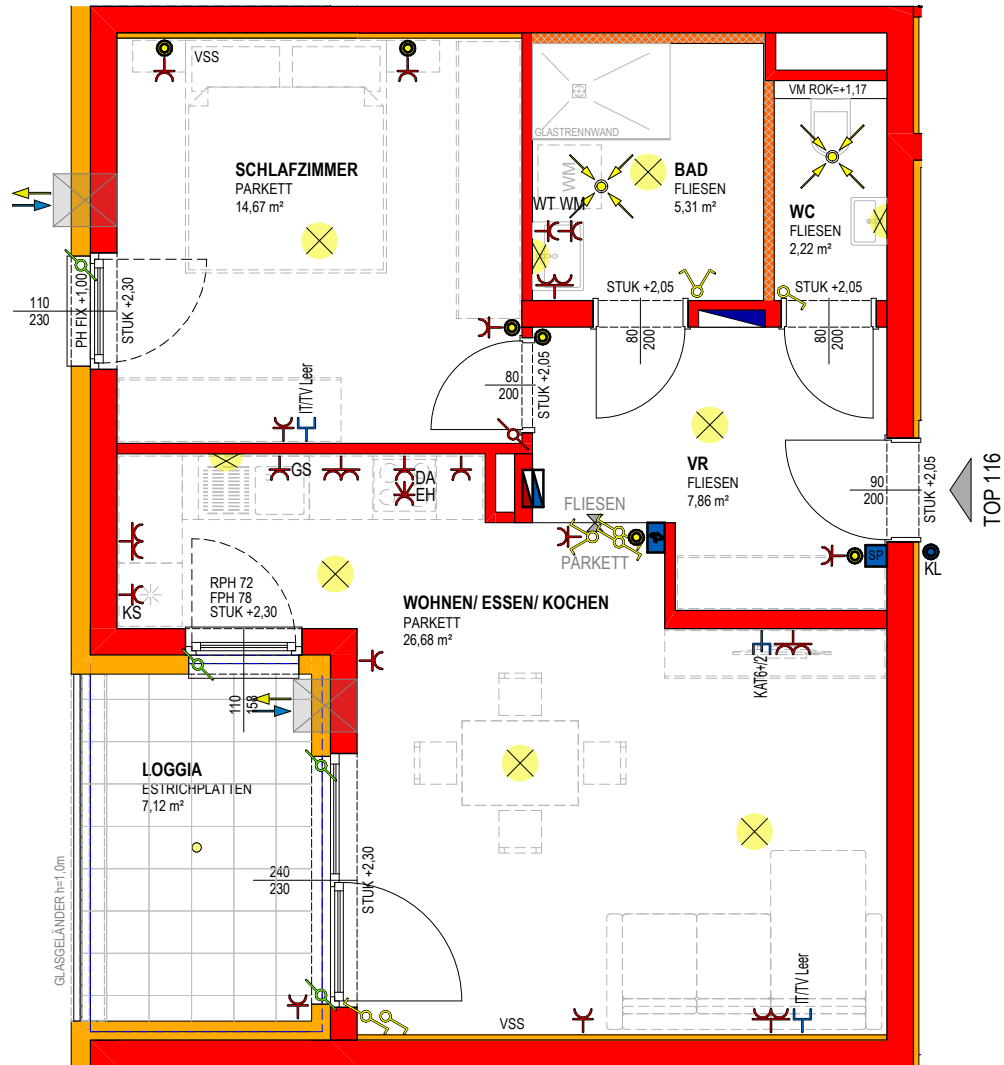 VSS
VM ROK=+1,17
GLASTRENNWAND
SCHLAFZIMMER
PARKETT
14,67 m²
WM
BAD
FLIESEN
5,31 m²
WC
FLIESEN
2,22 m²
WT WM
STUK +2,05
STUK +2,05
110
230
PH FIX +1,00
STUK +2,30
80
200
80
200
80
200
STUK +2,05
IT/TV Leer
GS
DA
EH
VR
FLIESEN
7,86 m²
90
200
STUK +2,05
TOP 116
FLIESEN
PARKETT
SP
KL
RPH 72
FPH 78
STUK +2,30
KS
WOHNEN/ ESSEN/ KOCHEN
PARKETT
26,68 m²
KAT6+/2
110
158
LOGGIA
ESTRICHPLATTEN
7,12 m²
240
230
STUK +2,30
GLASGELÄNDER h=1,0m
IT/TV Leer
VSS